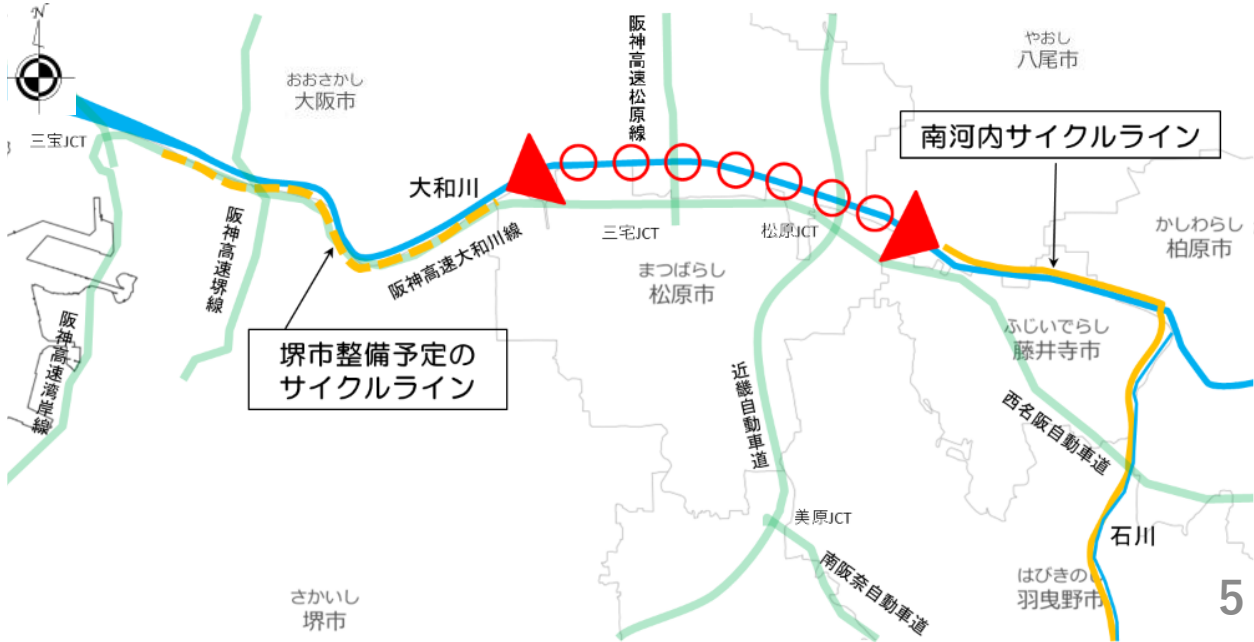 N
おおさかし
大阪市
三宝JCT
阪神高速松原線
やおし
八尾市
南河内サイクルライン
大和川
かしわらし
柏原市
阪神高速堺線
三宅JCT
松原JCT
阪神高速大和川線
まつばらし
松原市
ふじいでらし
藤井寺市
堺市整備予定の
サイクルライン
阪神高速湾岸線
近畿自動車道
西名阪自動車道
美原JCT
石川
南阪奈自動車道
はびきのし
羽曳野市
さかいし
堺市
5